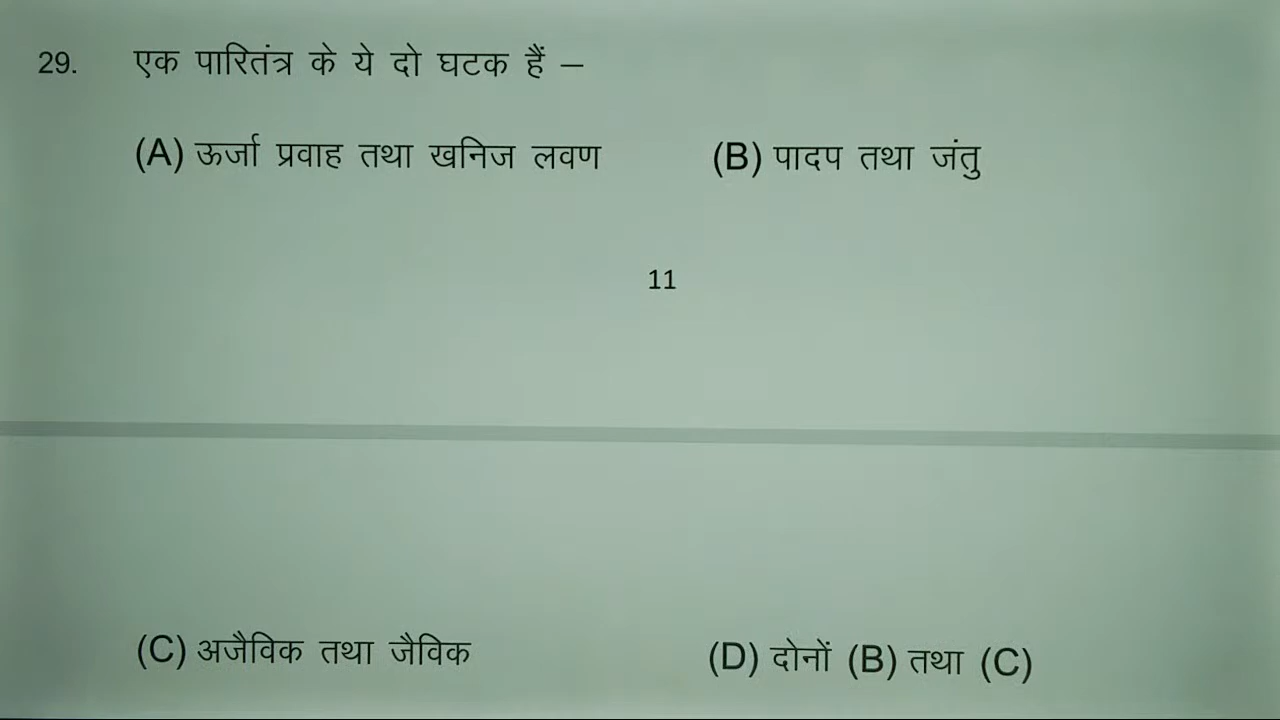 29. एक पारितंत्र के ये दो घटक हैं –
(A) ऊर्जा प्रवाह तथा खनिज लवण (B) पादप तथा जंतु
11
(C) अजैविक तथा जैविक (D) दोनों (B) तथा (C)